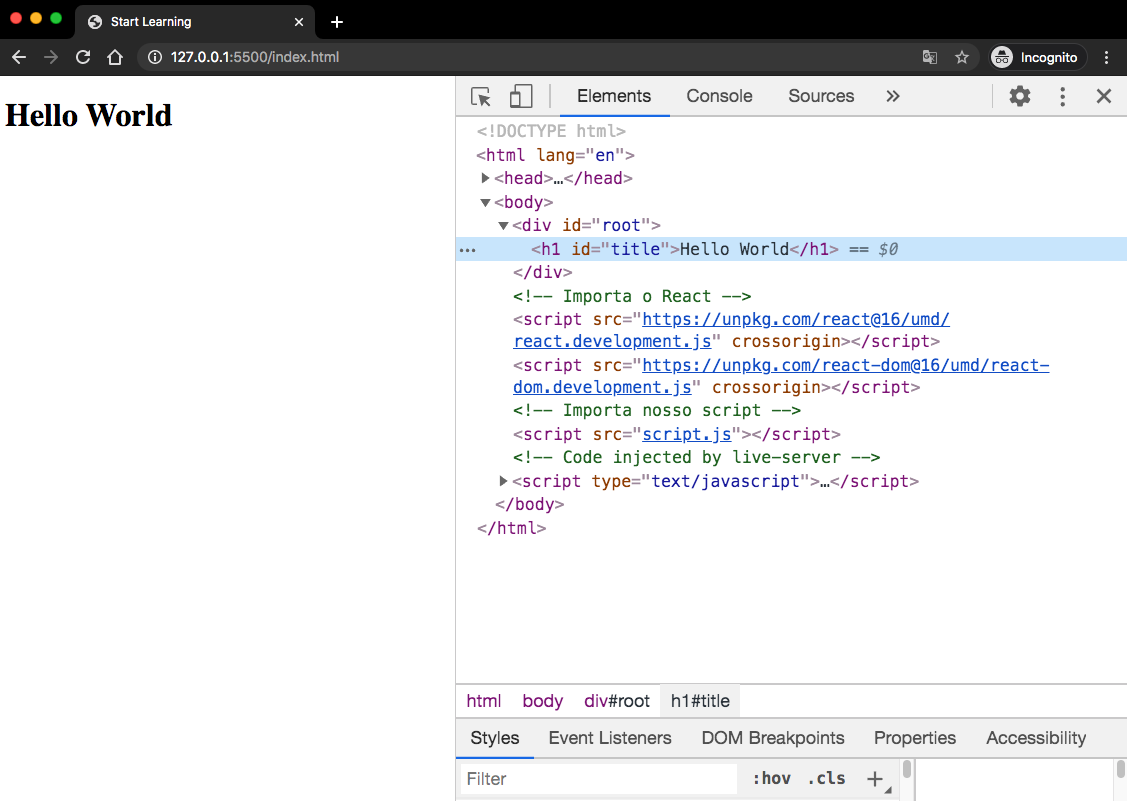 Start Learning
127.0.0.1:5500/index.html
Incognito
Hello World
Elements Console Sources
<!DOCTYPE html>
<html lang="en">
<head>…</head>
<body>
<div id="root">
<h1 id="title">Hello World</h1> == $0
</div>
<!-- Importa o React -->
<script src="https://unpkg.com/react@16/umd/
react.development.js" crossorigin></script>
<script src="https://unpkg.com/react-dom@16/umd/react-
dom.development.js" crossorigin></script>
<!-- Importa nosso script -->
<script src="script.js"></script>
<!-- Code injected by live-server -->
<script type="text/javascript">…</script>
</body>
</html>
html body div#root h1#title
Styles Event Listeners DOM Breakpoints Properties Accessibility
Filter :hov .cls +